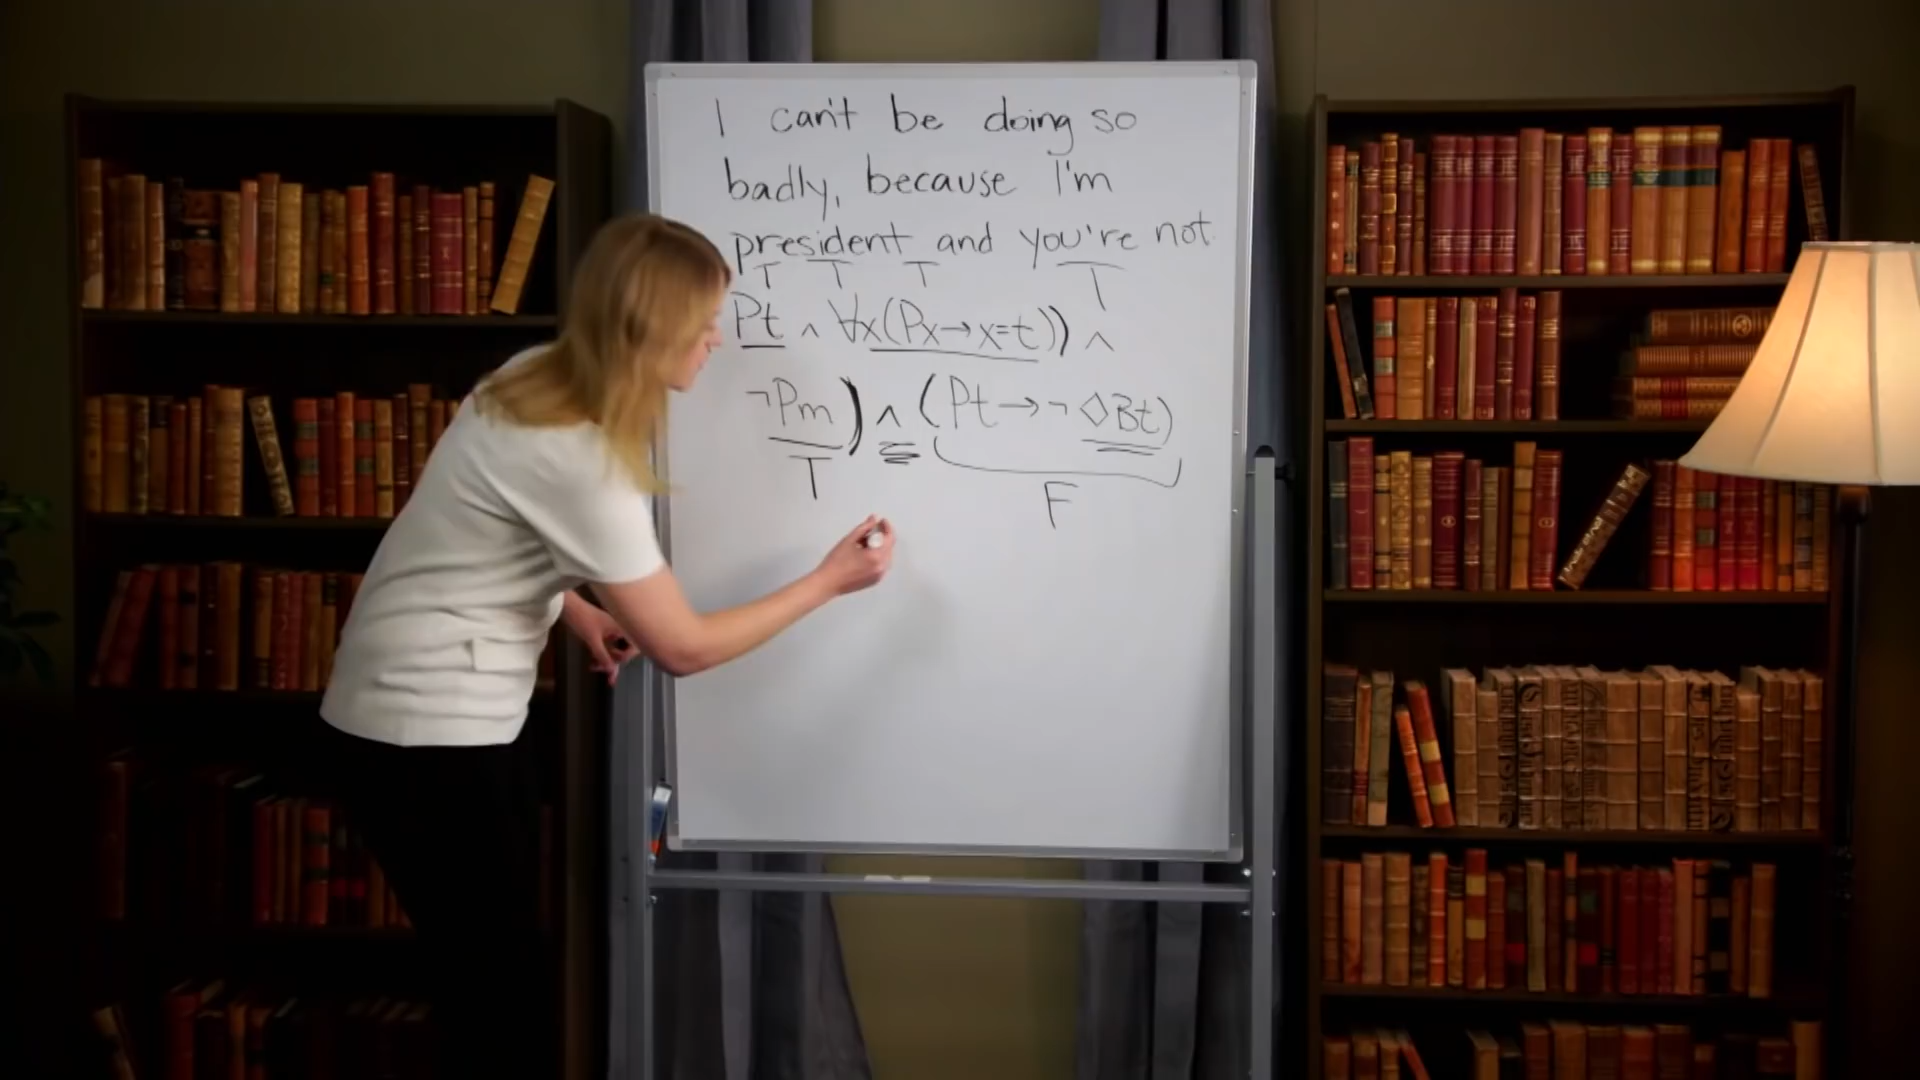 I can't be doing so
badly, because I'm
president and you're not
T T T T
Pt ∧ ∀x(Px→x=t)) ∧
¬Pm) ∧ (Pt→¬◇Bt)
T F